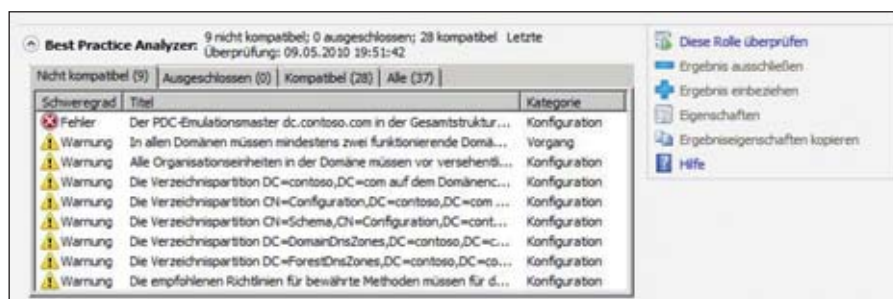 Best Practice Analyzer: 9 nicht kompatibel; 0 ausgeschlossen; 28 kompatibel Letzte
Überprüfung: 09.05.2010 19:51:42
Nicht kompatibel (9) Ausgeschlossen (0) Kompatibel (28) Alle (37)
Schweregrad Titel Kategorie
Fehler Der PDC-Emulationsmaster dc.contoso.com in der Gesamtstruktur... Konfiguration
Warnung In allen Domänen müssen mindestens zwei funktionierende Domä... Vorgang
Warnung Alle Organisationseinheiten in der Domäne müssen vor versehentli... Konfiguration
Warnung Die Verzeichnispartition DC=contoso,DC=com auf dem Domänenc... Konfiguration
Warnung Die Verzeichnispartition CN=Configuration,DC=contoso,DC=com ... Konfiguration
Warnung Die Verzeichnispartition CN=Schema,CN=Configuration,DC=cont... Konfiguration
Warnung Die Verzeichnispartition DC=DomainDnsZones,DC=contoso,DC=c... Konfiguration
Warnung Die Verzeichnispartition DC=ForestDnsZones,DC=contoso,DC=co... Konfiguration
Warnung Die empfohlenen Richtlinien für bewährte Methoden müssen für d... Konfiguration
Diese Rolle überprüfen
Ergebnis ausschließen
Ergebnis einbeziehen
Eigenschaften
Ergebniseigenschaften kopieren
Hilfe